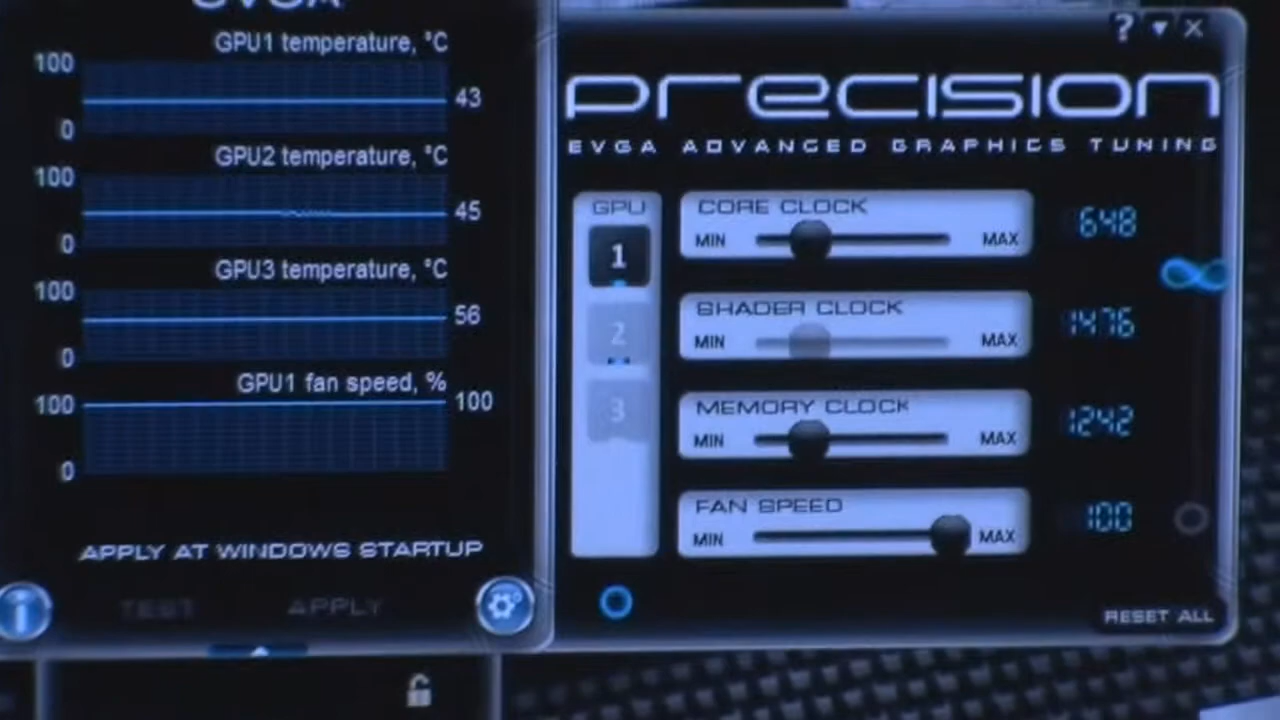 EVGA
GPU1 temperature, °C
100
43
0
GPU2 temperature, °C
100
45
0
GPU3 temperature, °C
100
56
0
GPU1 fan speed, %
100
100
0
APPLY AT WINDOWS STARTUP
TEST APPLY
? 
PRECISION
EVGA ADVANCED GRAPHICS TUNING
GPU
1
2
3
CORE CLOCK
MIN MAX
648
SHADER CLOCK
MIN MAX
1476
MEMORY CLOCK
MIN MAX
1242
FAN SPEED
MIN MAX
100
RESET ALL